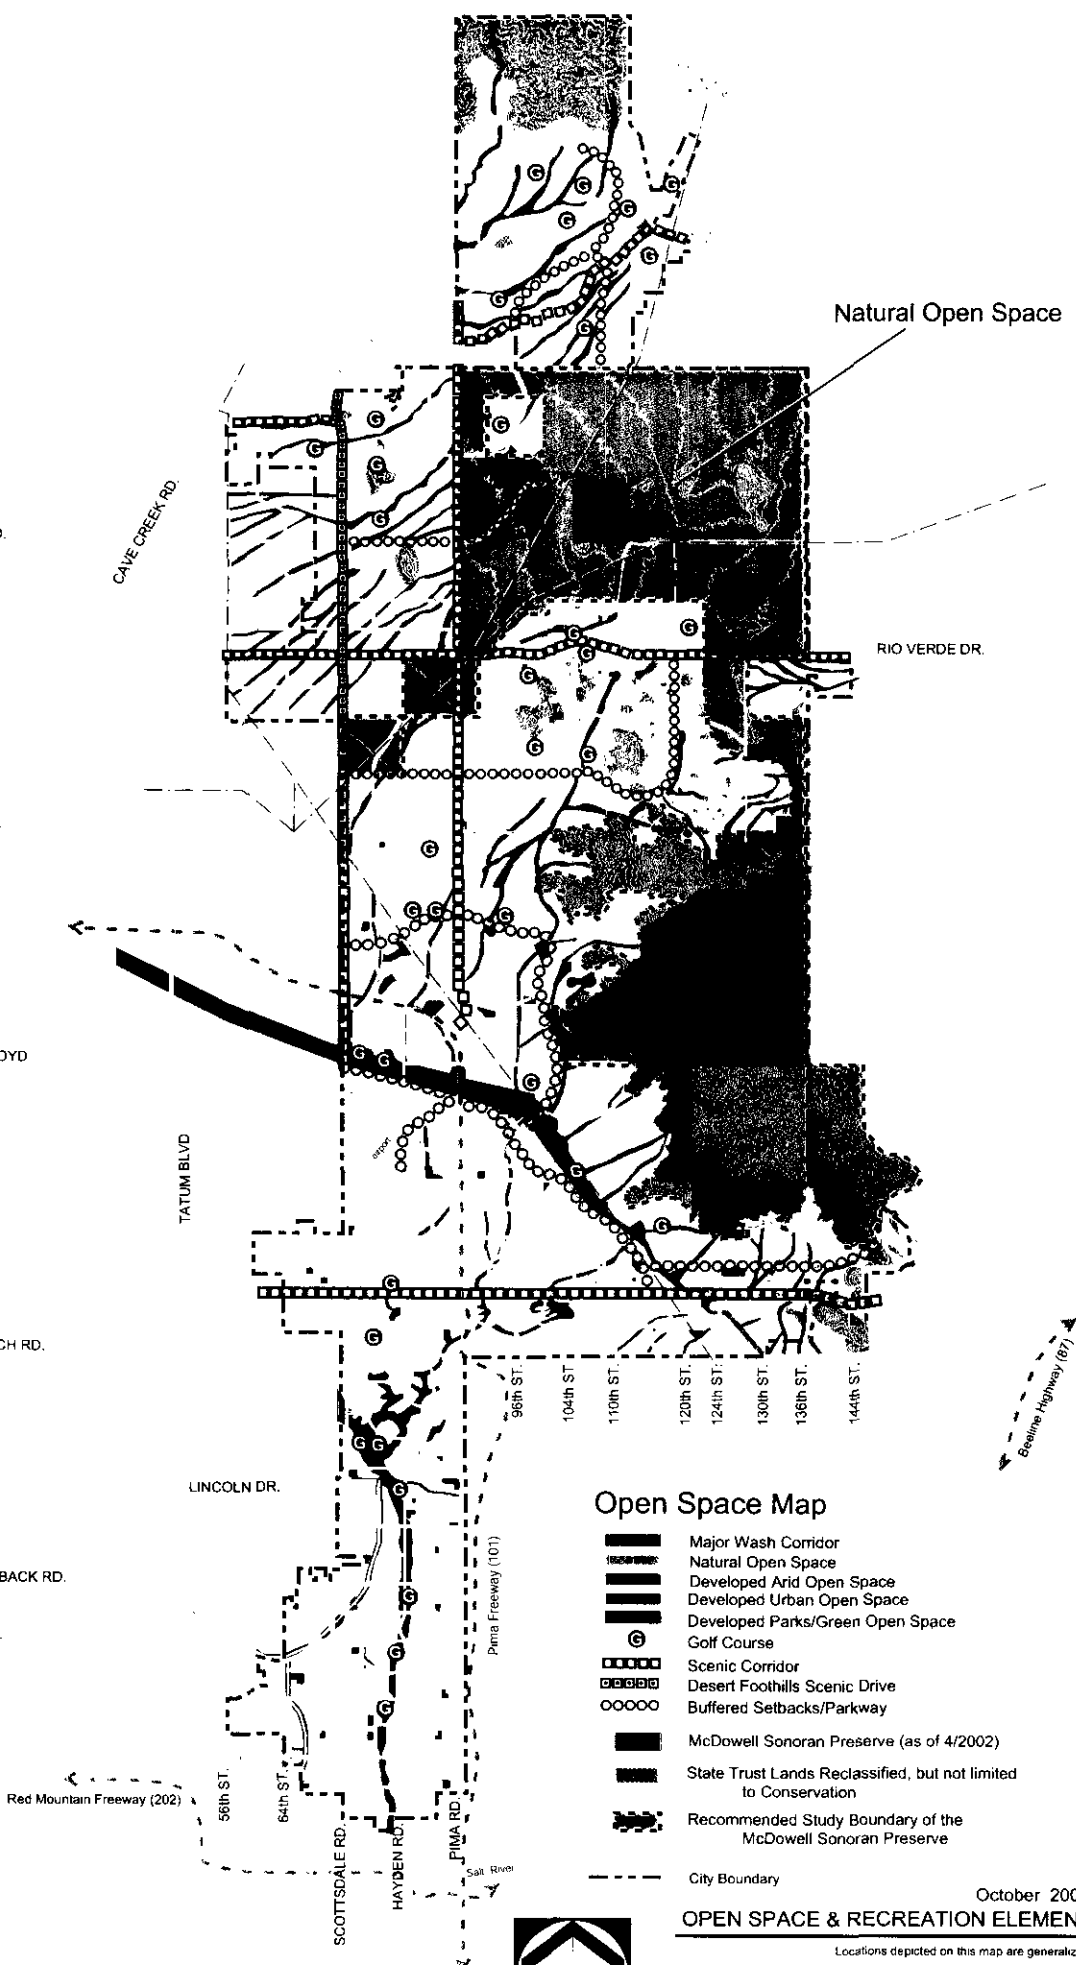 Natural Open Space
CAVE CREEK RD.
RIO VERDE DR.
OYD
TATUM BLVD
airport
CH RD.
96th ST.
104th ST
110th ST.
120th ST.
124th ST.
130th ST.
136th ST.
144th ST.
Beeline Highway (87)
LINCOLN DR.
BACK RD.
Pima Freeway (101)
Open Space Map
Major Wash Corridor
Natural Open Space
Developed Arid Open Space
Developed Urban Open Space
Developed Parks/Green Open Space
G Golf Course
Scenic Corridor
Desert Foothills Scenic Drive
Buffered Setbacks/Parkway
McDowell Sonoran Preserve (as of 4/2002)
State Trust Lands Reclassified, but not limited
to Conservation
Recommended Study Boundary of the
McDowell Sonoran Preserve
City Boundary
Red Mountain Freeway (202)
56th ST.
64th ST.
SCOTTSDALE RD.
HAYDEN RD.
PIMA RD.
Salt River
October 200
OPEN SPACE & RECREATION ELEMEN
Locations depicted on this map are generaliz